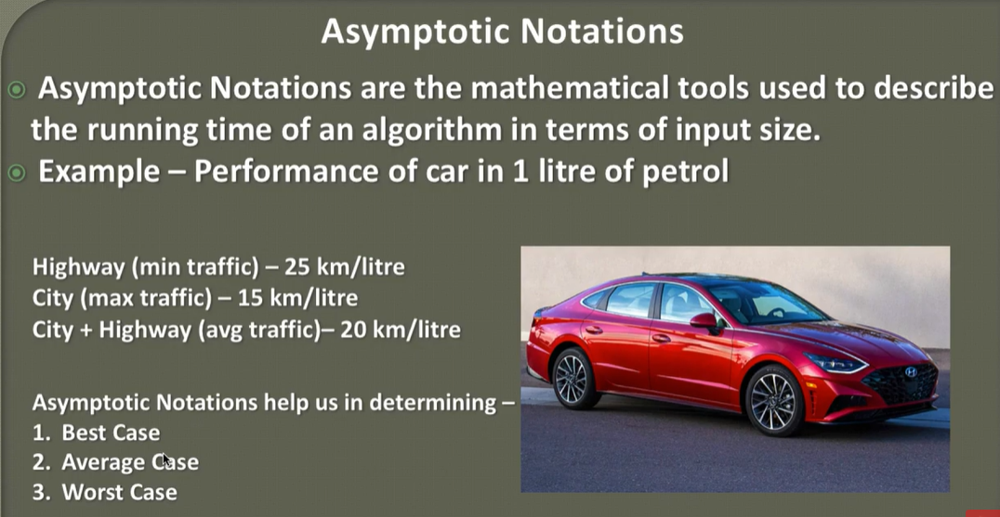 Asymptotic Notations
Asymptotic Notations are the mathematical tools used to describe
the running time of an algorithm in terms of input size.
Example – Performance of car in 1 litre of petrol
Highway (min traffic) – 25 km/litre
City (max traffic) – 15 km/litre
City + Highway (avg traffic)– 20 km/litre
Asymptotic Notations help us in determining –
1. Best Case
2. Average Case
3. Worst Case